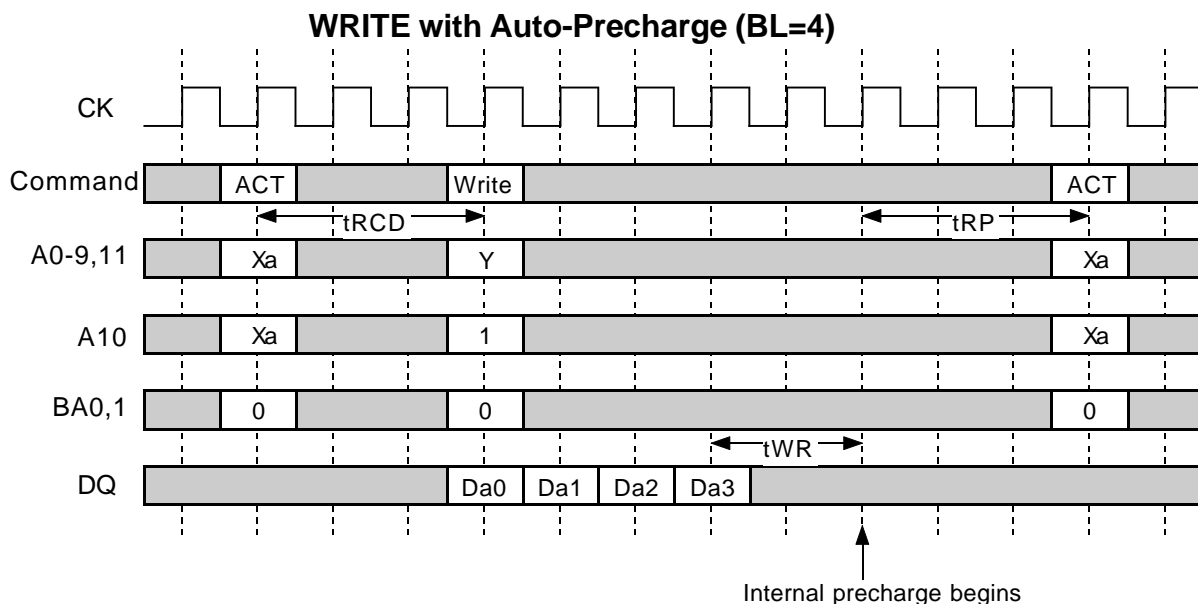 WRITE with Auto-Precharge (BL=4)
CK
Command ACT Write ACT
tRCD tRP
A0-9,11 Xa Y Xa
A10 Xa 1 Xa
BA0,1 0 0 0
tWR
DQ Da0 Da1 Da2 Da3
Internal precharge begins